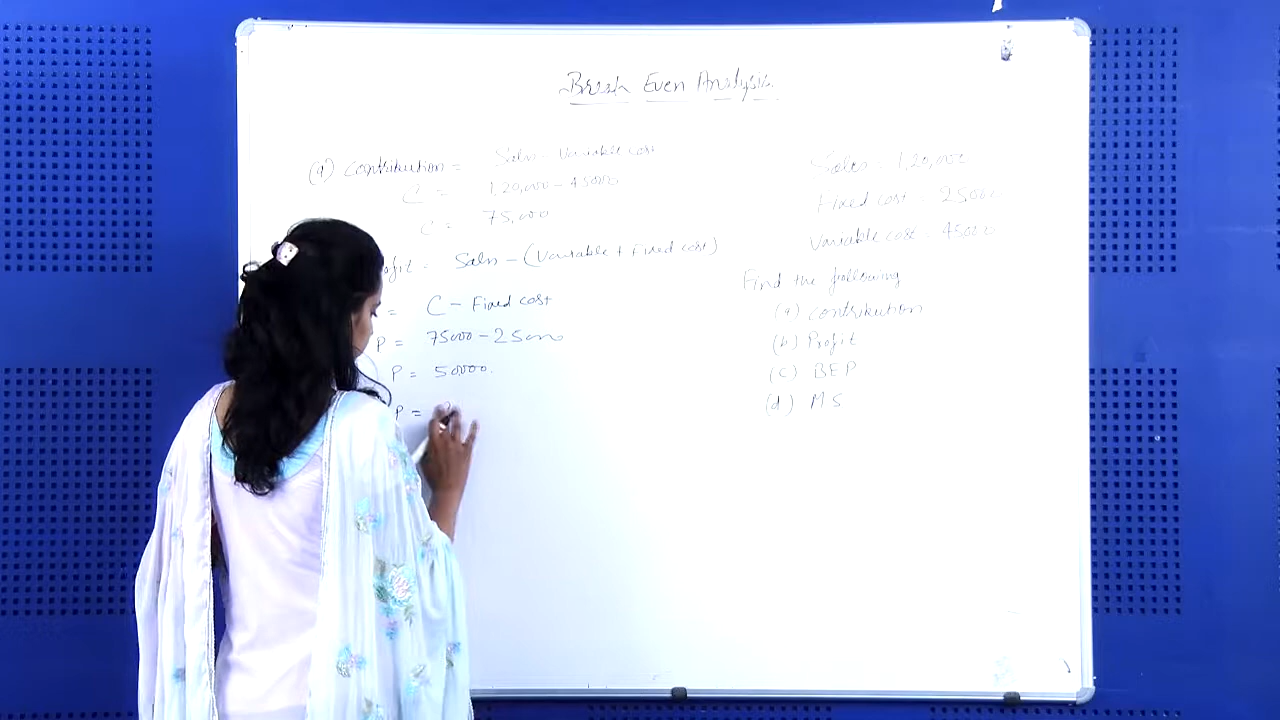 Break Even Analysis
(a) Contribution = Sales - Variable cost
C = 1,20,000 - 45000
C = 75,000
ofit = Sales - (Variable + Fixed cost)
= C - Fixed cost
P = 75000 - 25000
P = 50000.
P =
Sales = 1,20,000
Fixed cost = 25000
Variable cost = 45000
Find the following
(a) Contribution
(b) Profit
(c) BEP
(d) MS